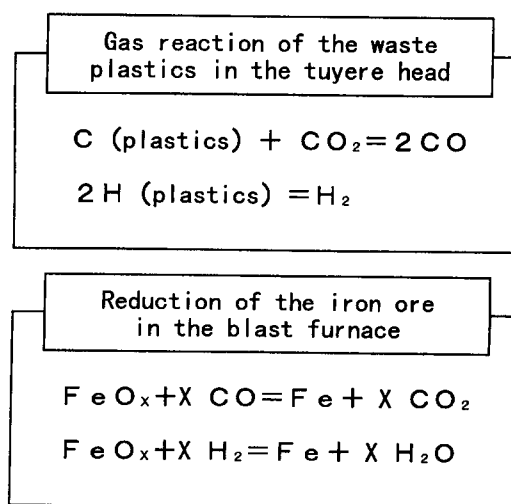 Gas reaction of the waste
plastics in the tuyere head
C (plastics) + CO₂=2CO
2H (plastics) =H₂
Reduction of the iron ore
in the blast furnace
FeOx+X CO=Fe+ X CO₂
FeOx+X H₂=Fe+ X H₂O